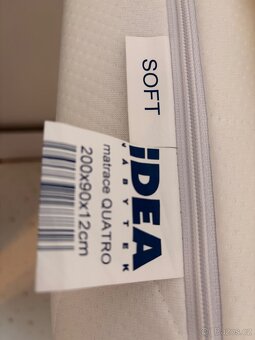 SOFT
iDEA
NÁBYTEK
matrace QUATRO
200x90x12cm